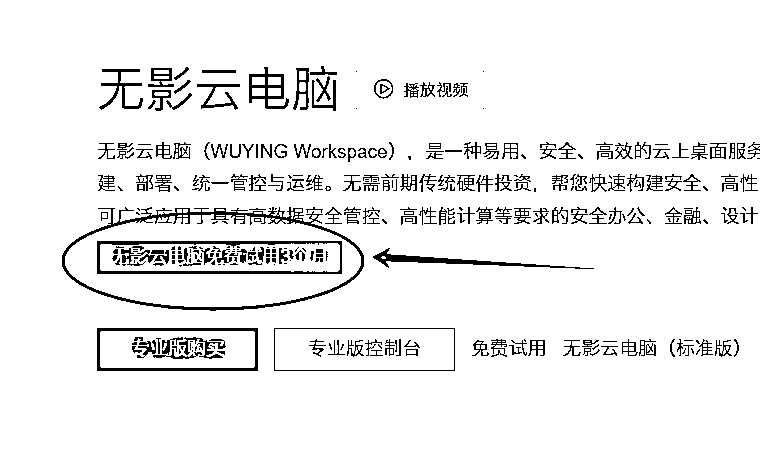 无影云电脑
播放视频
无影云电脑（WUYING Workspace），是一种易用、安全、高效的云上桌面服务
建、部署、统一管控与运维。无需前期传统硬件投资，帮您快速构建安全、高性
可广泛应用于具有高数据安全管控、高性能计算等要求的安全办公、金融、设计
无影云电脑免费试用3个月
专业版购买
专业版控制台
免费试用
无影云电脑（标准版）